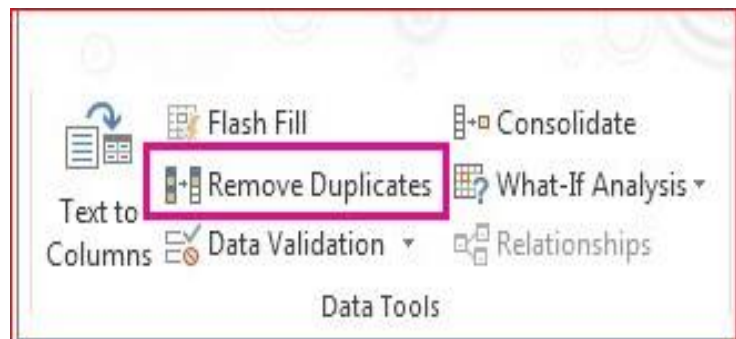 Text to
Columns
Flash Fill
Remove Duplicates
Data Validation
Consolidate
What-If Analysis
Relationships
Data Tools